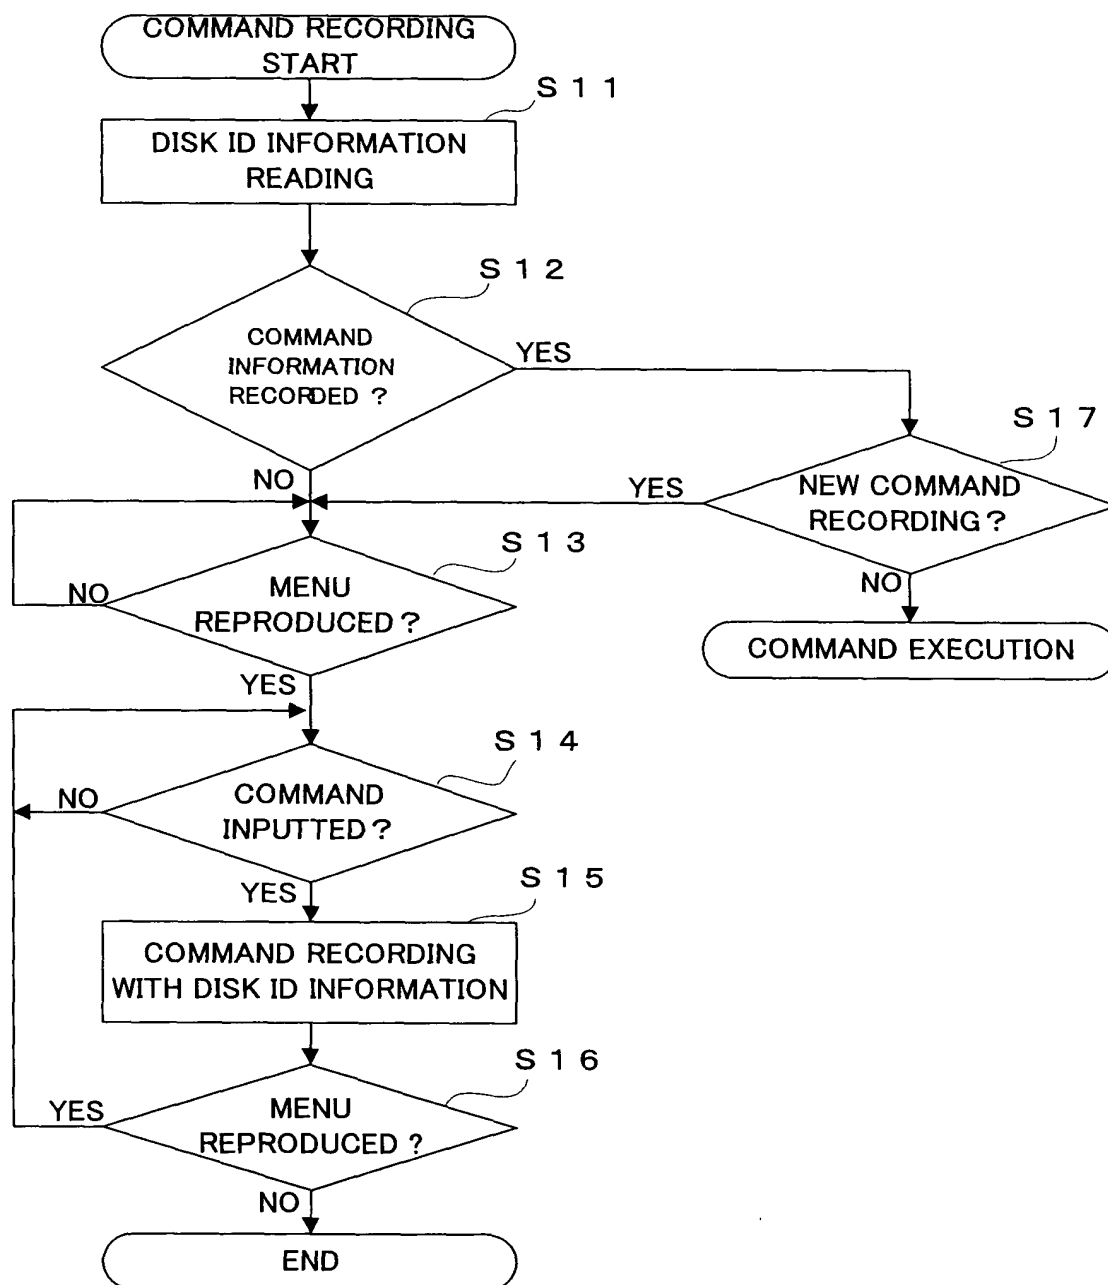 COMMAND RECORDING
START
S11
DISK ID INFORMATION
READING
S12
COMMAND
INFORMATION
RECORDED?
YES
NO
S17
NEW COMMAND
RECORDING?
YES
NO
COMMAND EXECUTION
S13
MENU
REPRODUCED?
NO
YES
S14
COMMAND
INPUTTED?
NO
YES
S15
COMMAND RECORDING
WITH DISK ID INFORMATION
S16
MENU
REPRODUCED?
YES
NO
END